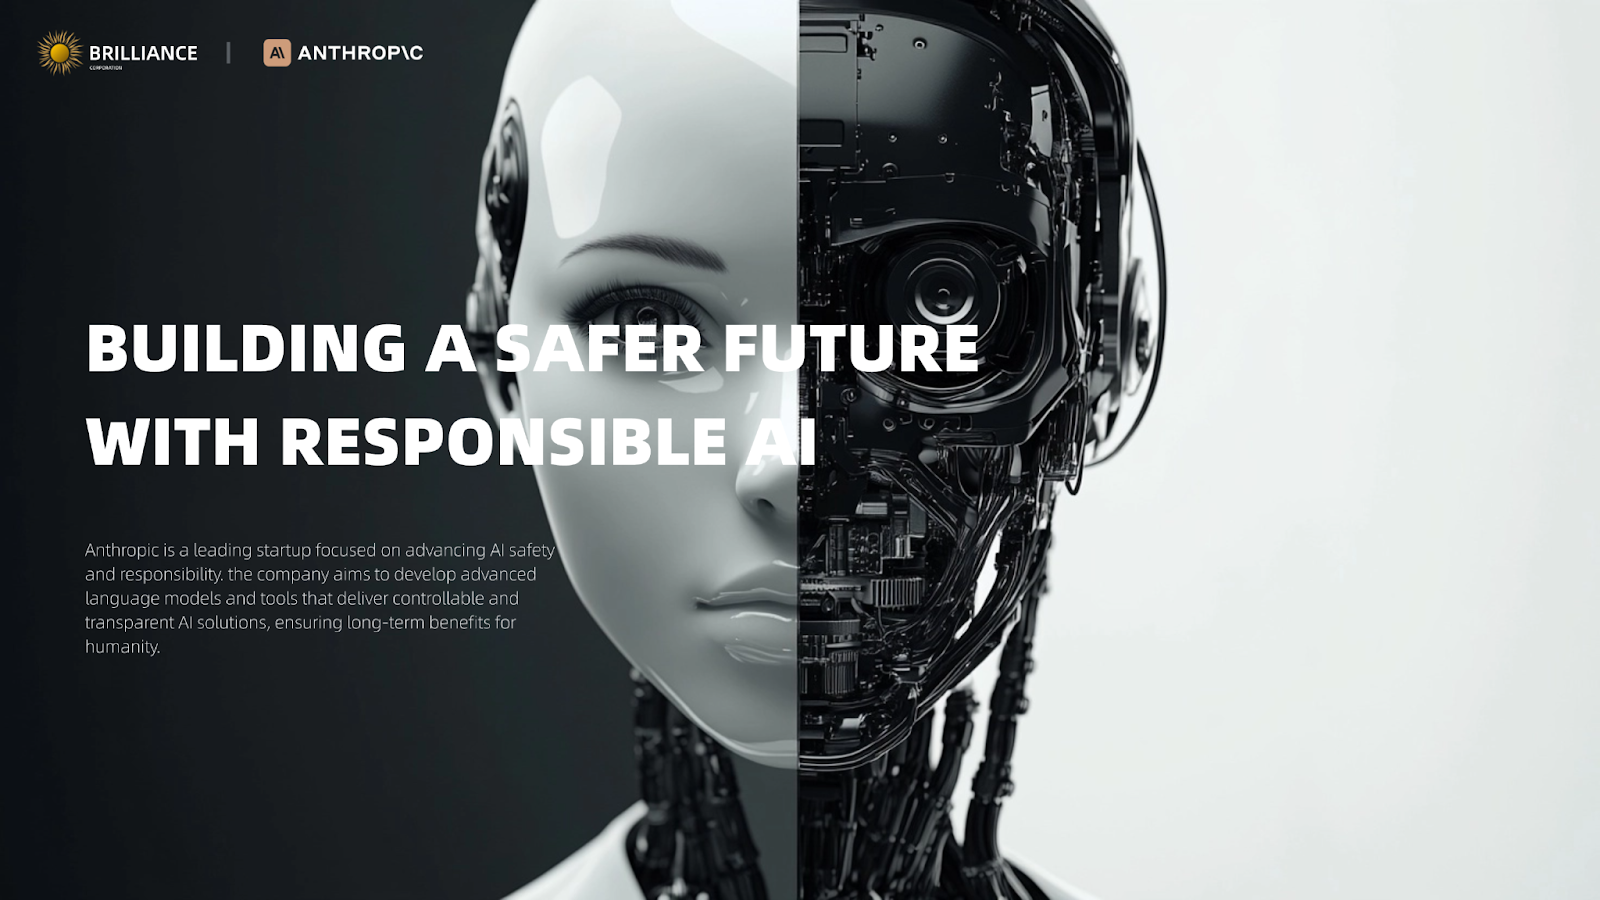 BRILLIANCE
CORPORATION
AI ANTHROP\C
BUILDING A SAFER FUTURE
WITH RESPONSIBLE AI
Anthropic is a leading startup focused on advancing AI safety
and responsibility. the company aims to develop advanced
language models and tools that deliver controllable and
transparent AI solutions, ensuring long-term benefits for
humanity.